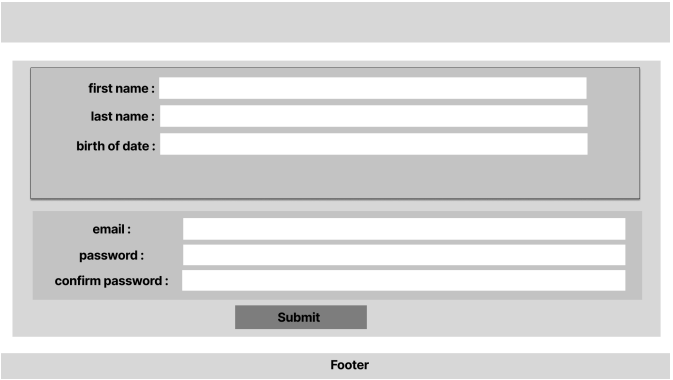 first name :
last name :
birth of date :
email :
password :
confirm password :
Submit
Footer